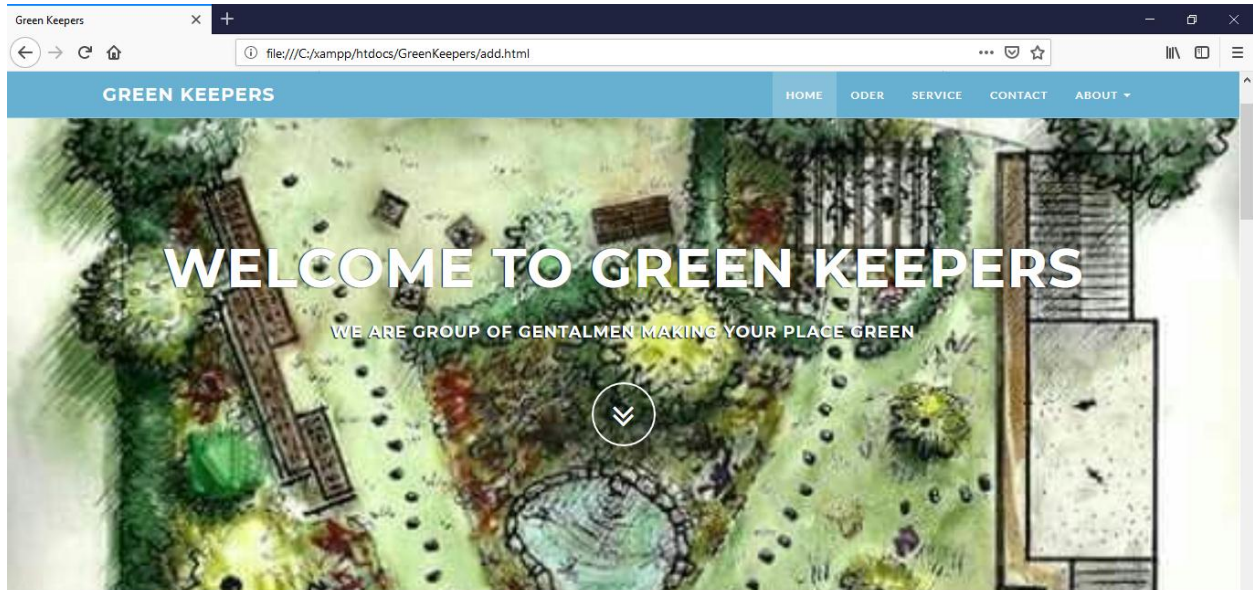 Green Keepers
file:///C:/xampp/htdocs/GreenKeepers/add.html
GREEN KEEPERS HOME ODER SERVICE CONTACT ABOUT
WELCOME TO GREEN KEEPERS
WE ARE GROUP OF GENTALMEN MAKING YOUR PLACE GREEN